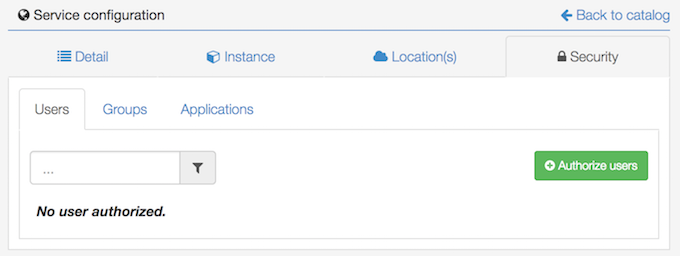 Service configuration Back to catalog
Detail Instance Location(s) Security
Users Groups Applications
... Authorize users
No user authorized.